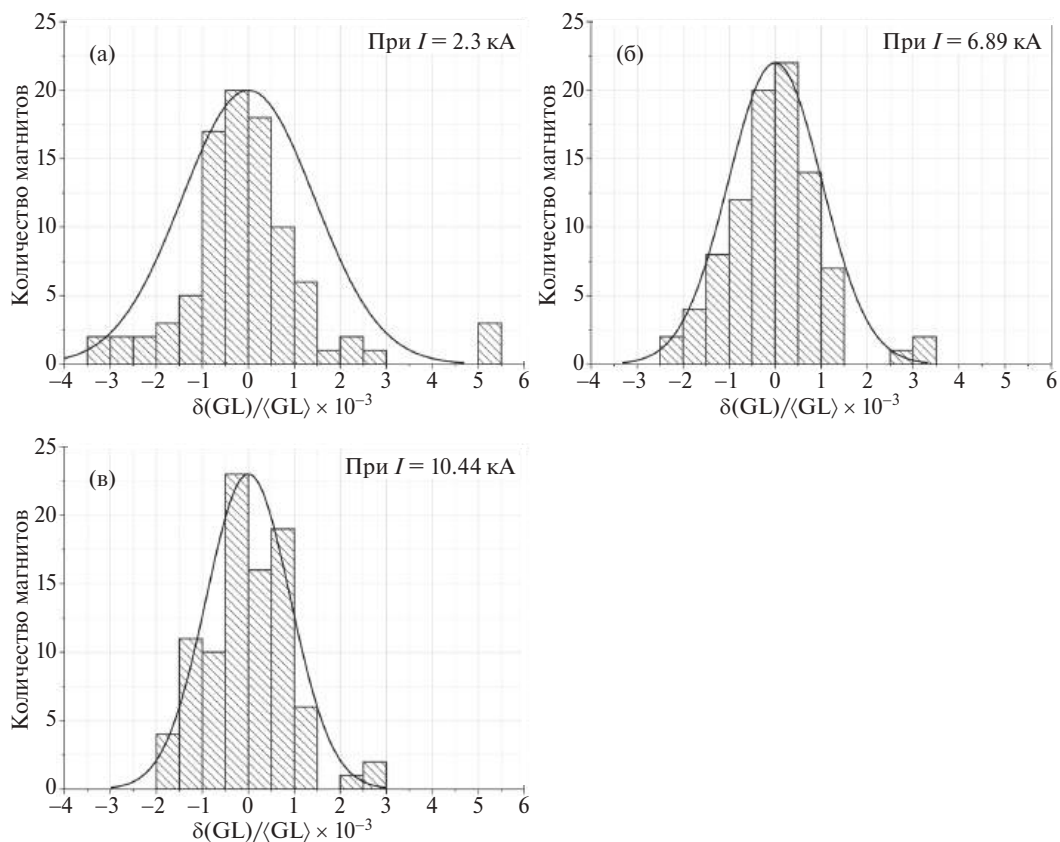 (а)
При I = 2.3 кА
Количество магнитов
25
20
15
10
5
0
−4 −3 −2 −1 0 1 2 3 4 5 6
δ(GL)/⟨GL⟩ × 10⁻³
(б)
При I = 6.89 кА
Количество магнитов
25
20
15
10
5
0
−4 −3 −2 −1 0 1 2 3 4 5 6
δ(GL)/⟨GL⟩ × 10⁻³
(в)
При I = 10.44 кА
Количество магнитов
25
20
15
10
5
0
−4 −3 −2 −1 0 1 2 3 4 5 6
δ(GL)/⟨GL⟩ × 10⁻³